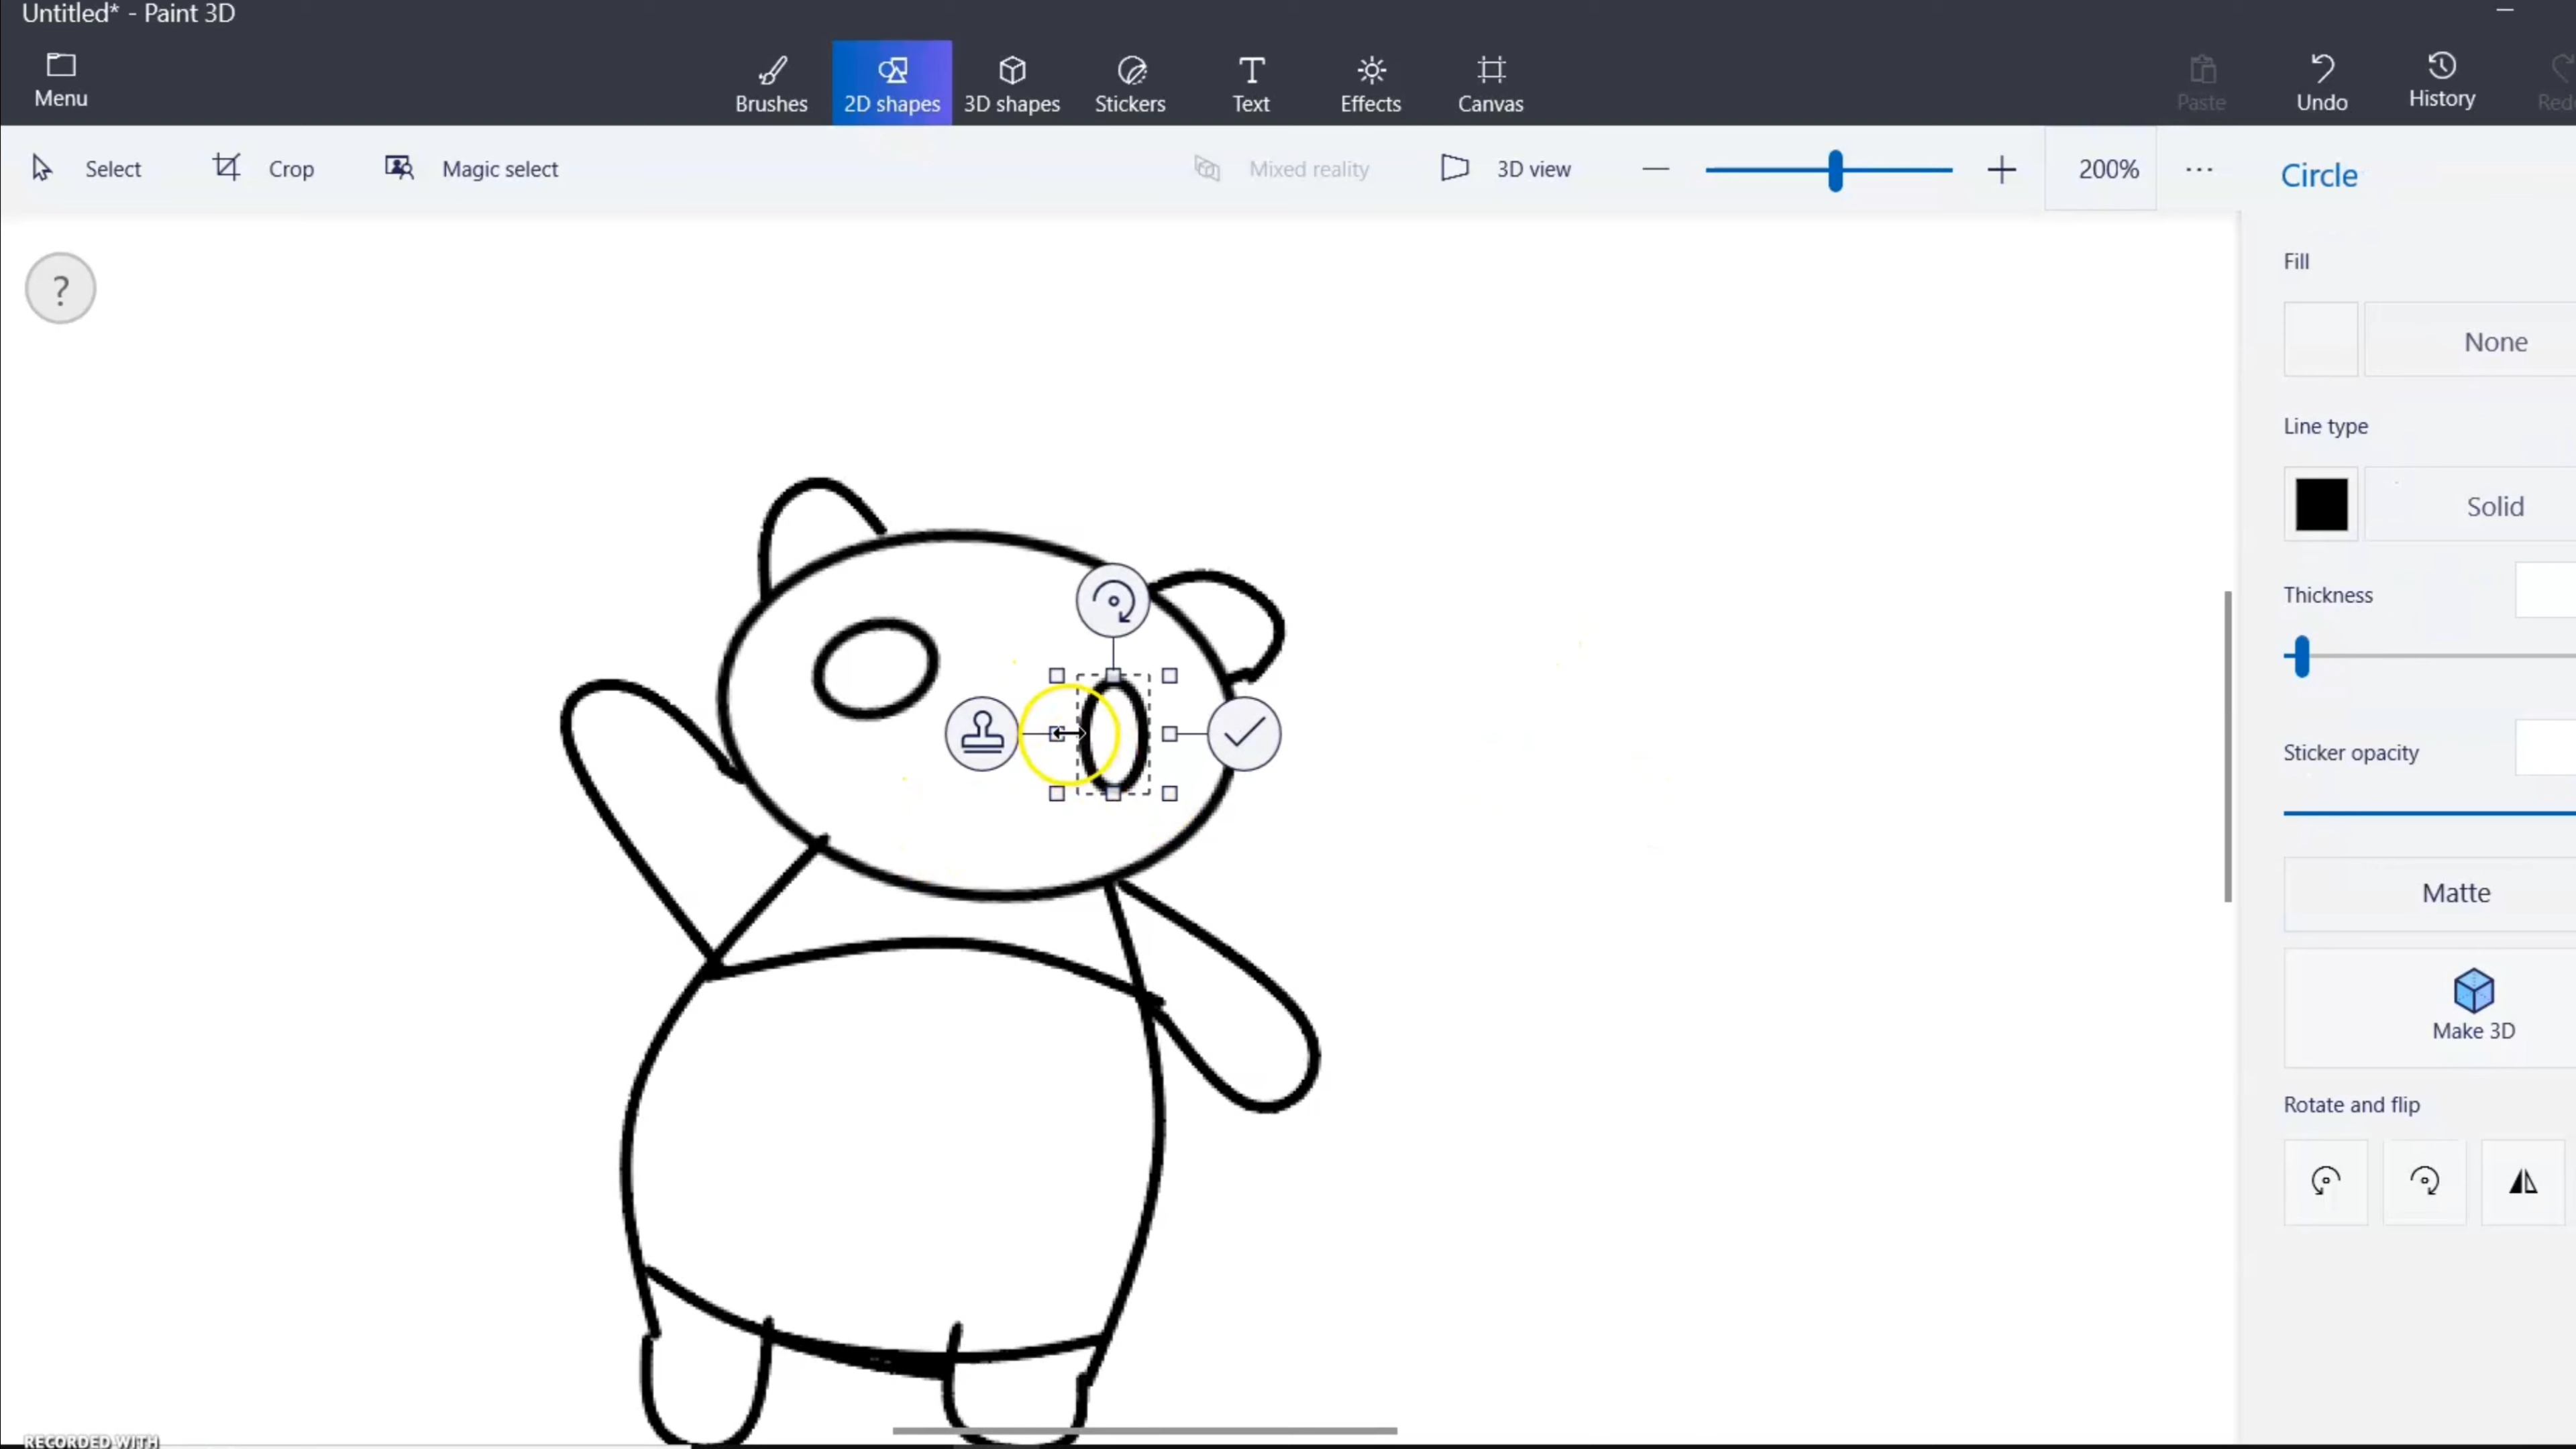 Untitled* - Paint 3D
Menu
Brushes
2D shapes
3D shapes
Stickers
Text
Effects
Canvas
Paste
Undo
History
Select
Crop
Magic select
Mixed reality
3D view
200%
Circle
?
Fill
None
Line type
Solid
Thickness
Sticker opacity
Matte
Make 3D
Rotate and flip
RECORDED WITH